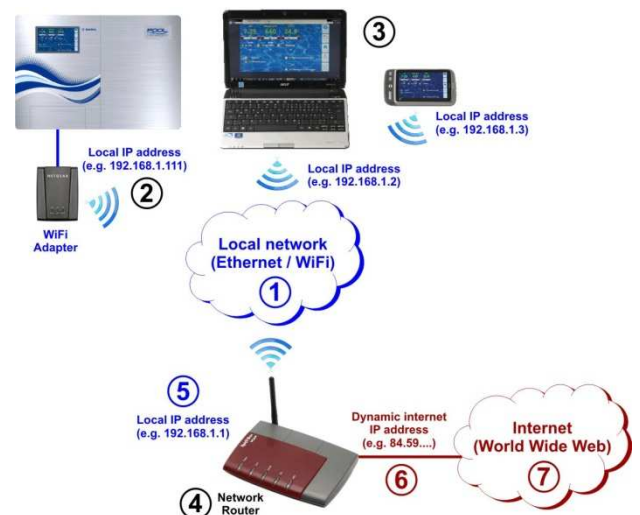 POOL
③
Local IP address
(e.g. 192.168.1.3)
Local IP address
(e.g. 192.168.1.111)
②
NETGEAR
WiFi
Adapter
Local IP address
(e.g. 192.168.1.2)
Local network
(Ethernet / WiFi)
①
⑤
Local IP address
(e.g. 192.168.1.1)
④ Network
Router
Dynamic internet
IP address
(e.g. 84.59....)
⑥
Internet
(World Wide Web)
⑦